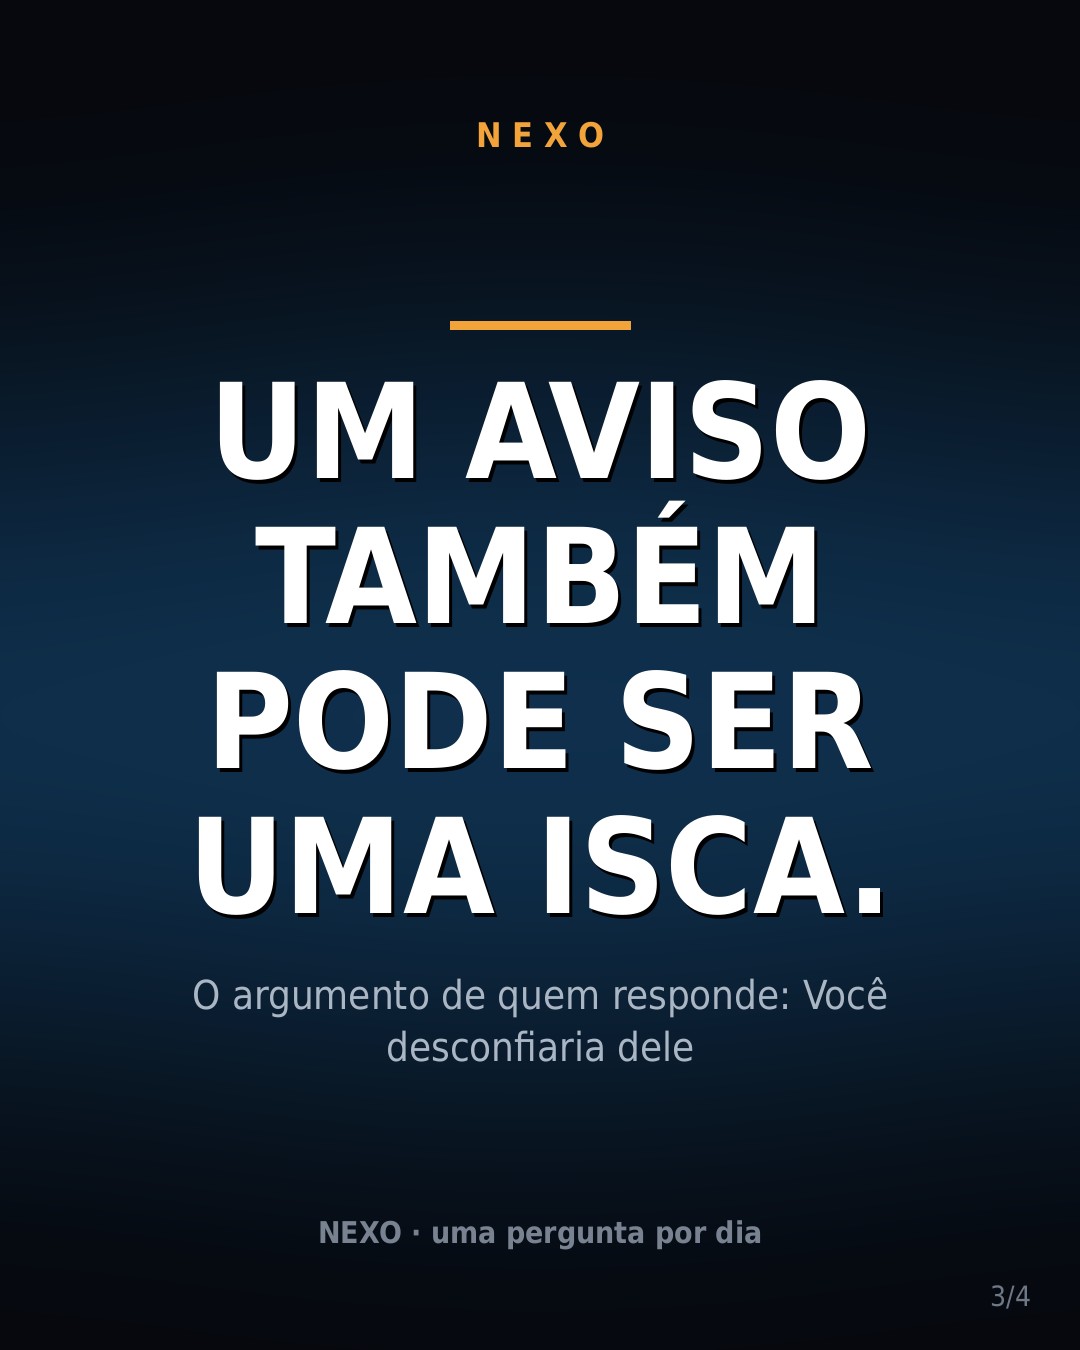 NEXO
UM AVISO
TAMBÉM
PODE SER
UMA ISCA.
O argumento de quem responde: Você
desconfiaria dele
NEXO · uma pergunta por dia
3/4